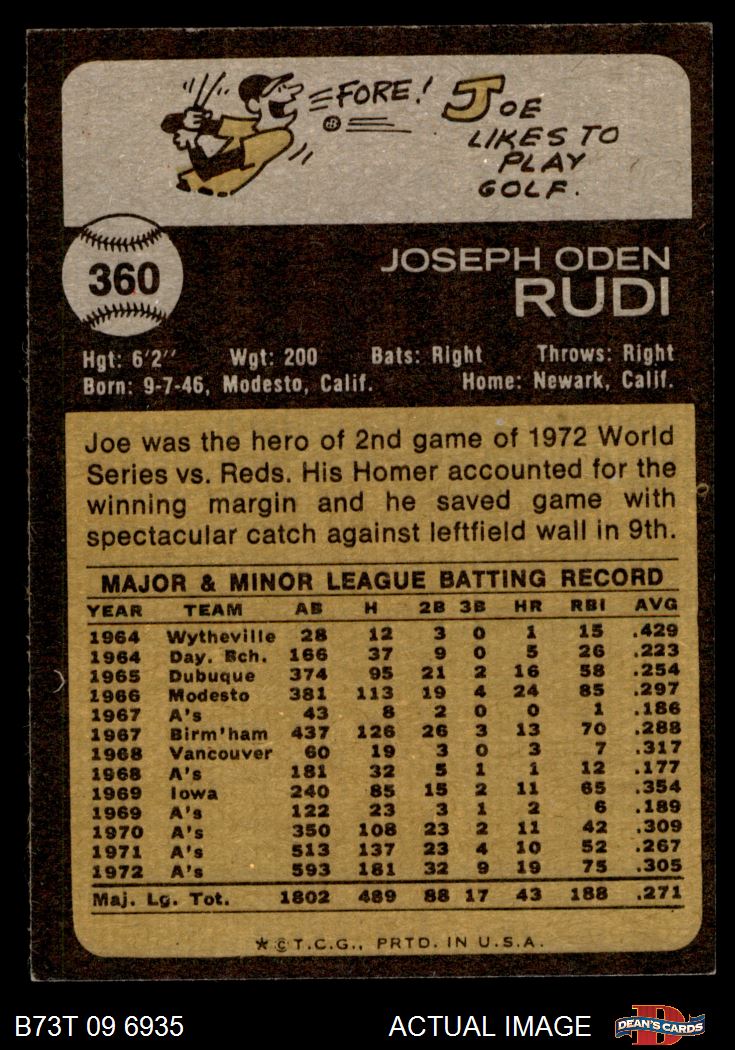 FORE!
JOE
LIKES TO
PLAY
GOLF.
360
JOSEPH ODEN
RUDI
Hgt: 6'2" Wgt: 200 Bats: Right Throws: Right
Born: 9-7-46, Modesto, Calif. Home: Newark, Calif.
Joe was the hero of 2nd game of 1972 World
Series vs. Reds. His Homer accounted for the
winning margin and he saved game with
spectacular catch against leftfield wall in 9th.
MAJOR & MINOR LEAGUE BATTING RECORD
YEAR TEAM AB H 2B 3B HR RBI AVG
1964 Wytheville 28 12 3 0 1 15 .429
1964 Day. Bch. 166 37 9 0 5 26 .223
1965 Dubuque 374 95 21 2 16 58 .254
1966 Modesto 381 113 19 4 24 85 .297
1967 A's 43 8 2 0 0 1 .186
1967 Birm'ham 437 126 26 3 13 70 .288
1968 Vancouver 60 19 3 0 3 7 .317
1968 A's 181 32 5 1 1 12 .177
1969 Iowa 240 85 15 2 11 65 .354
1969 A's 122 23 3 1 2 6 .189
1970 A's 350 108 23 2 11 42 .309
1971 A's 513 137 23 4 10 52 .267
1972 A's 593 181 32 9 19 75 .305
Maj. Lg. Tot. 1802 489 88 17 43 188 .271
★ © T.C.G., PRTD. IN U.S.A.
B73T 09 6935 ACTUAL IMAGE D DEAN'S CARDS